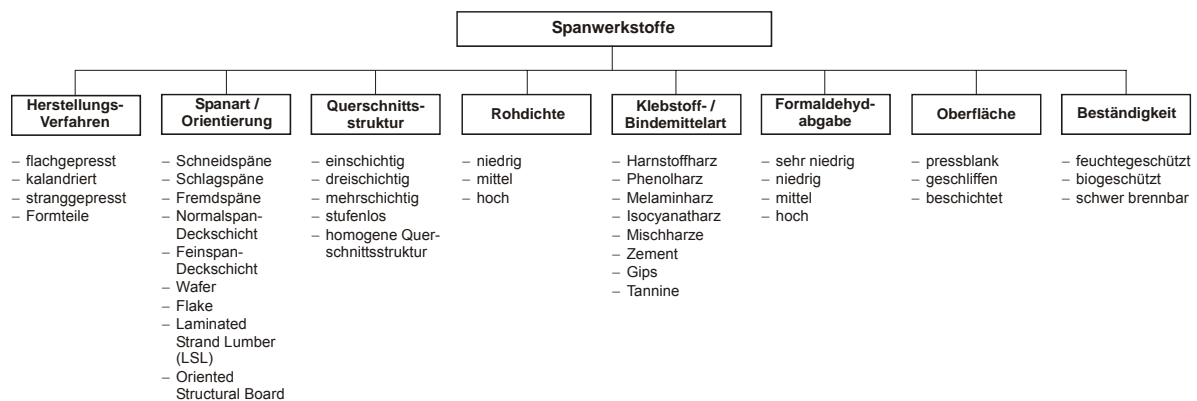 Spanwerkstoffe
Herstellungs-
Verfahren
– flachgepresst
– kalandriert
– stranggepresst
– Formteile
Spanart /
Orientierung
– Schneidspäne
– Schlagspäne
– Fremdspäne
– Normalspan-
Deckschicht
– Feinspan-
Deckschicht
– Wafer
– Flake
– Laminated
Strand Lumber
(LSL)
– Oriented
Structural Board
Querschnitts-
struktur
– einschichtig
– dreischichtig
– mehrschichtig
– stufenlos
– homogene Quer-
schnittsstruktur
Rohdichte
– niedrig
– mittel
– hoch
Klebstoff- /
Bindemittelart
– Harnstoffharz
– Phenolharz
– Melaminharz
– Isocyanatharz
– Mischharze
– Zement
– Gips
– Tannine
Formaldehyd-
abgabe
– sehr niedrig
– niedrig
– mittel
– hoch
Oberfläche
– pressblank
– geschliffen
– beschichtet
Beständigkeit
– feuchtegeschützt
– biogeschützt
– schwer brennbar